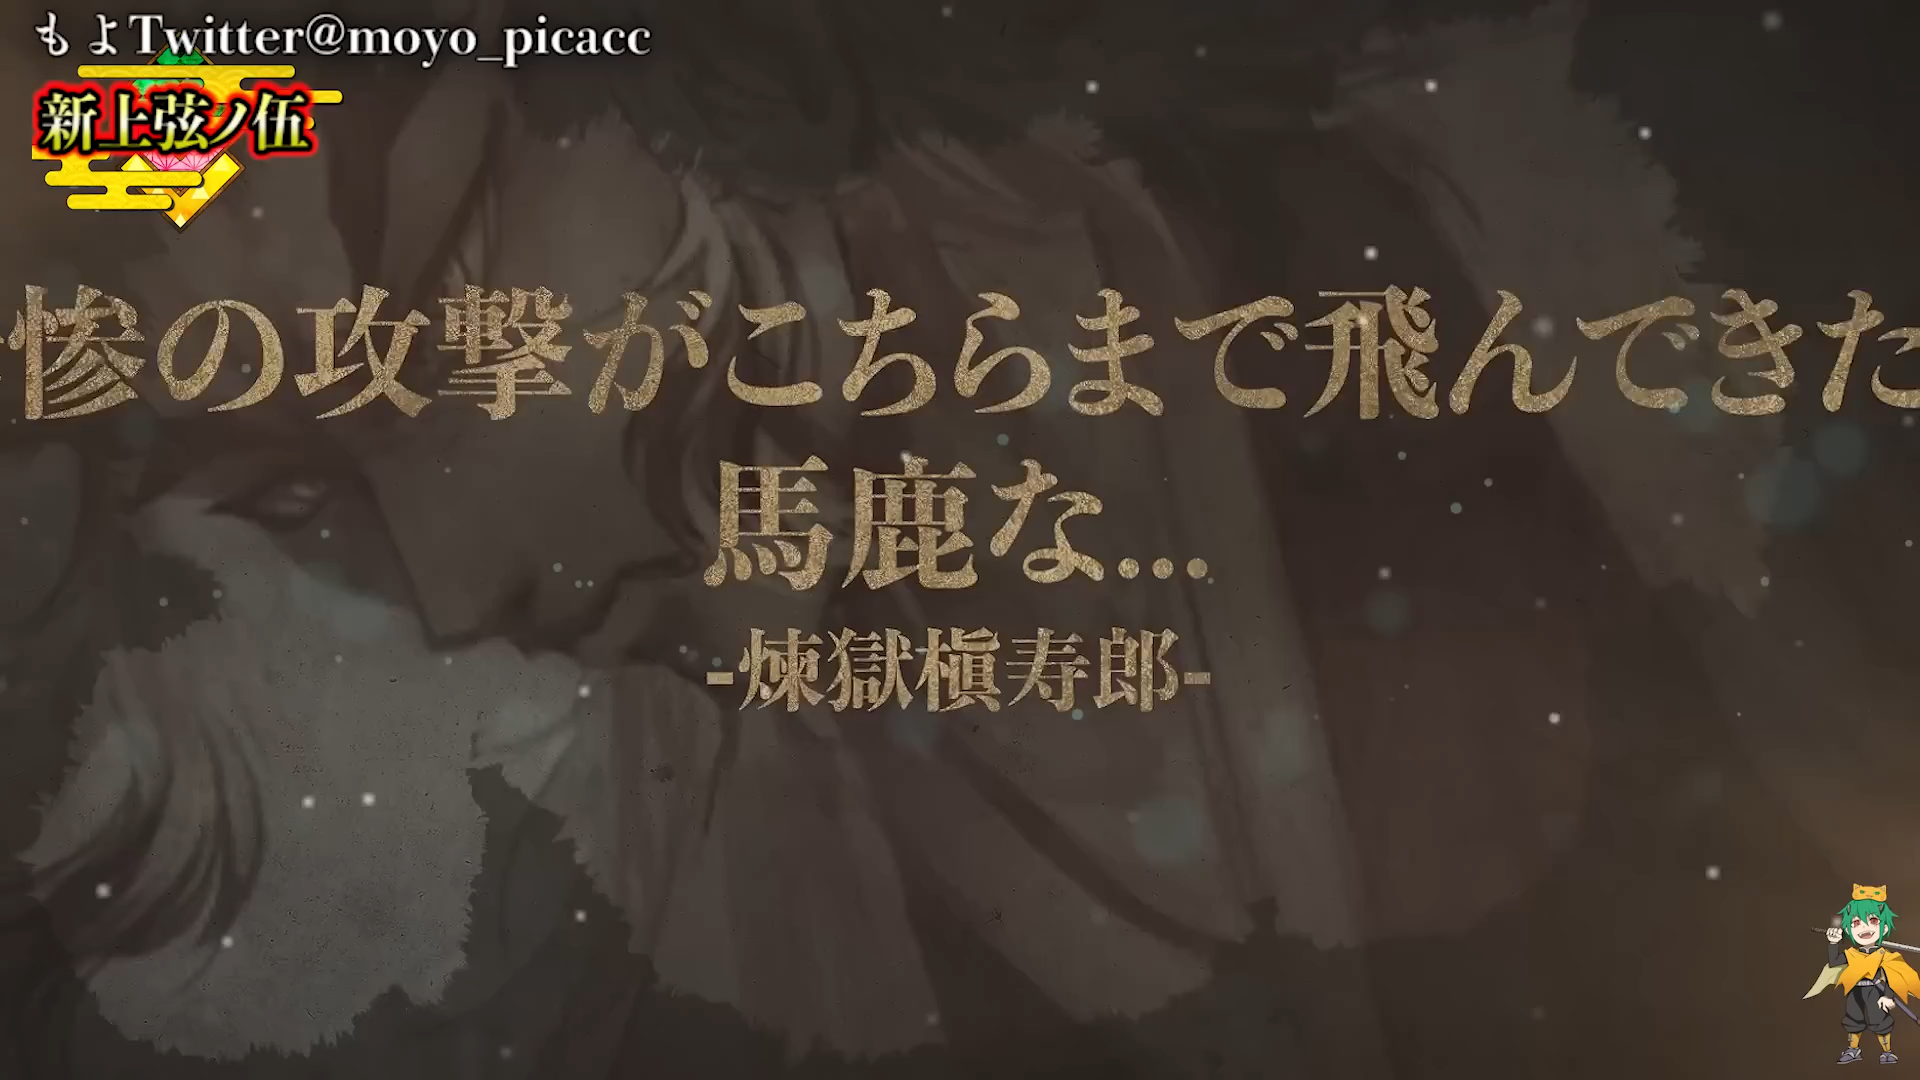 もよTwitter@moyo_picacc
新上弦ノ伍
惨の攻撃がこちらまで飛んできた
馬鹿な...
-煉獄槇寿郎-